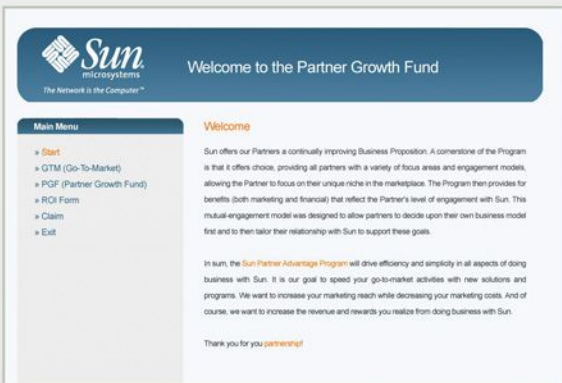 Sun
microsystems
The Network is the Computer™
Welcome to the Partner Growth Fund
Main Menu
» Start
» GTM (Go-To-Market)
» PGF (Partner Growth Fund)
» ROI Form
» Claim
» Exit
Welcome
Sun offers our Partners a continually improving Business Proposition. A cornerstone of the Program
is that it offers choice, providing all partners with a variety of focus areas and engagement models,
allowing the Partner to focus on their unique niche in the marketplace. The Program then provides for
benefits (both marketing and financial) that reflect the Partner's level of engagement with Sun. This
mutual-engagement model was designed to allow partners to decide upon their own business model
first and to then tailor their relationship with Sun to support these goals.
In sum, the Sun Partner Advantage Program will drive efficiency and simplicity in all aspects of doing
business with Sun. It is our goal to speed your go-to-market activities with new solutions and
programs. We want to increase your marketing reach while decreasing your marketing costs. And of
course, we want to increase the revenue and rewards you realize from doing business with Sun.
Thank you for you partnership!